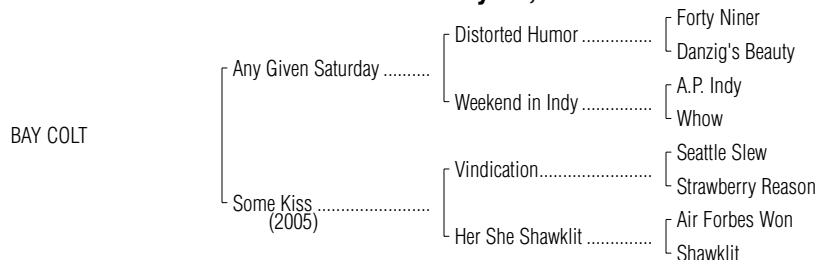 Forty Niner
Distorted Humor ................
Danzig's Beauty
Any Given Saturday ..........
A.P. Indy
Weekend in Indy ...............
Whow
BAY COLT
Seattle Slew
Vindication.........................
Strawberry Reason
Some Kiss ........................
(2005)
Air Forbes Won
Her She Shawklit ..............
Shawklit